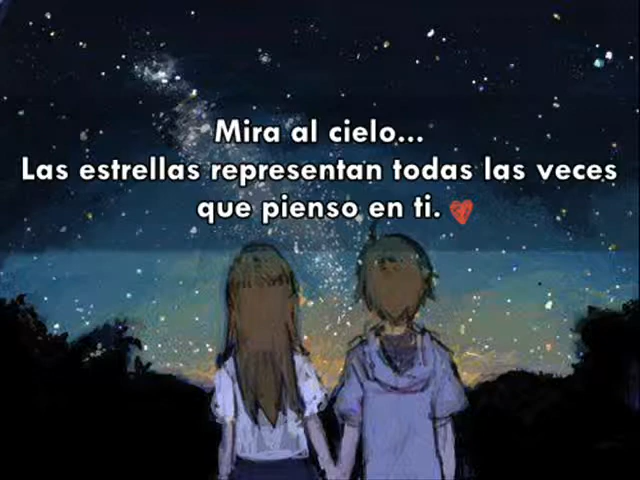 Mira al cielo...
Las estrellas representan todas las veces
que pienso en ti.